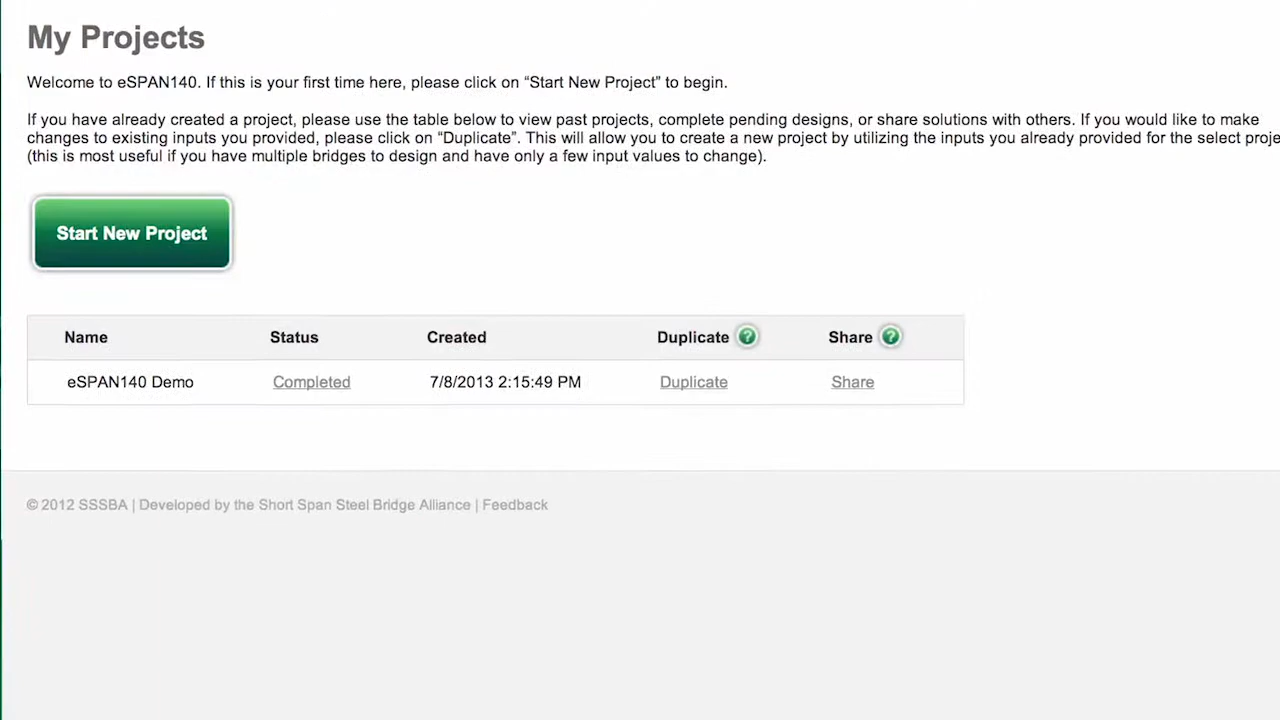 My Projects
Welcome to eSPAN140. If this is your first time here, please click on “Start New Project” to begin.
If you have already created a project, please use the table below to view past projects, complete pending designs, or share solutions with others. If you would like to make
changes to existing inputs you provided, please click on “Duplicate”. This will allow you to create a new project by utilizing the inputs you already provided for the select proje
(this is most useful if you have multiple bridges to design and have only a few input values to change).
Start New Project
Name Status Created Duplicate ? Share ?
eSPAN140 Demo Completed 7/8/2013 2:15:49 PM Duplicate Share
© 2012 SSSBA | Developed by the Short Span Steel Bridge Alliance | Feedback